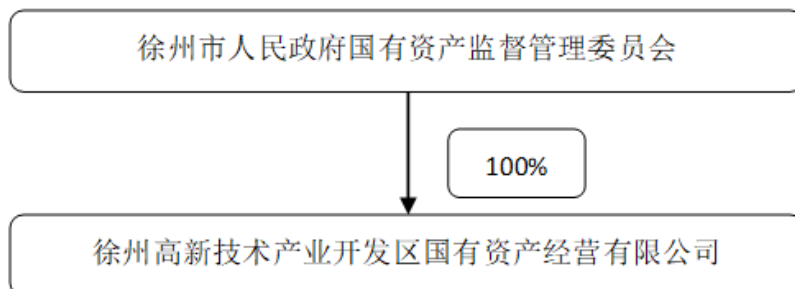 徐州市人民政府国有资产监督管理委员会
100%
徐州高新技术产业开发区国有资产经营有限公司